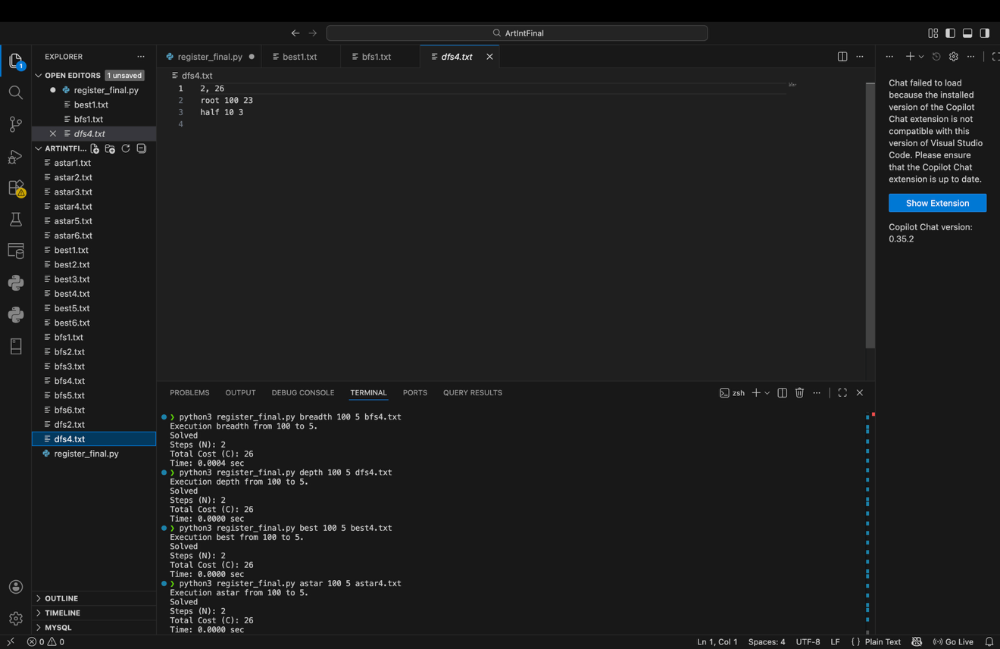 ArtIntFinal
EXPLORER
OPEN EDITORS 1 unsaved
register_final.py
best1.txt
bfs1.txt
dfs4.txt
ARTINTFI...
astar1.txt
astar2.txt
astar3.txt
astar4.txt
astar5.txt
astar6.txt
best1.txt
best2.txt
best3.txt
best4.txt
best5.txt
best6.txt
bfs1.txt
bfs2.txt
bfs3.txt
bfs4.txt
bfs5.txt
bfs6.txt
dfs2.txt
dfs4.txt
register_final.py
OUTLINE
TIMELINE
MYSQL
1
register_final.py best1.txt bfs1.txt dfs4.txt
dfs4.txt
1 2, 26
2 root 100 23
3 half 10 3
4
PROBLEMS OUTPUT DEBUG CONSOLE TERMINAL PORTS QUERY RESULTS
zsh
❯ python3 register_final.py breadth 100 5 bfs4.txt
Execution breadth from 100 to 5.
Solved
Steps (N): 2
Total Cost (C): 26
Time: 0.0004 sec
❯ python3 register_final.py depth 100 5 dfs4.txt
Execution depth from 100 to 5.
Solved
Steps (N): 2
Total Cost (C): 26
Time: 0.0000 sec
❯ python3 register_final.py best 100 5 best4.txt
Execution best from 100 to 5.
Solved
Steps (N): 2
Total Cost (C): 26
Time: 0.0000 sec
❯ python3 register_final.py astar 100 5 astar4.txt
Execution astar from 100 to 5.
Solved
Steps (N): 2
Total Cost (C): 26
Time: 0.0000 sec
Chat failed to load
because the installed
version of the Copilot
Chat extension is not
compatible with this
version of Visual Studio
Code. Please ensure
that the Copilot Chat
extension is up to date.
Show Extension
Copilot Chat version:
0.35.2
0 0
Ln 1, Col 1 Spaces: 4 UTF-8 LF { } Plain Text Go Live